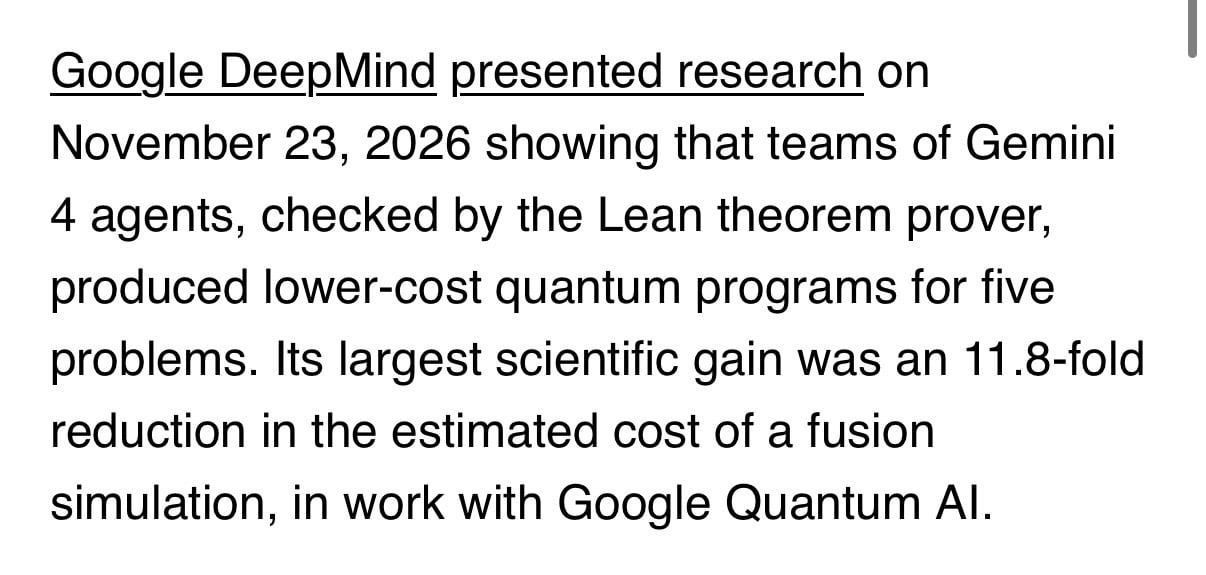 Google DeepMind presented research on
November 23, 2026 showing that teams of Gemini
4 agents, checked by the Lean theorem prover,
produced lower-cost quantum programs for five
problems. Its largest scientific gain was an 11.8-fold
reduction in the estimated cost of a fusion
simulation, in work with Google Quantum AI.